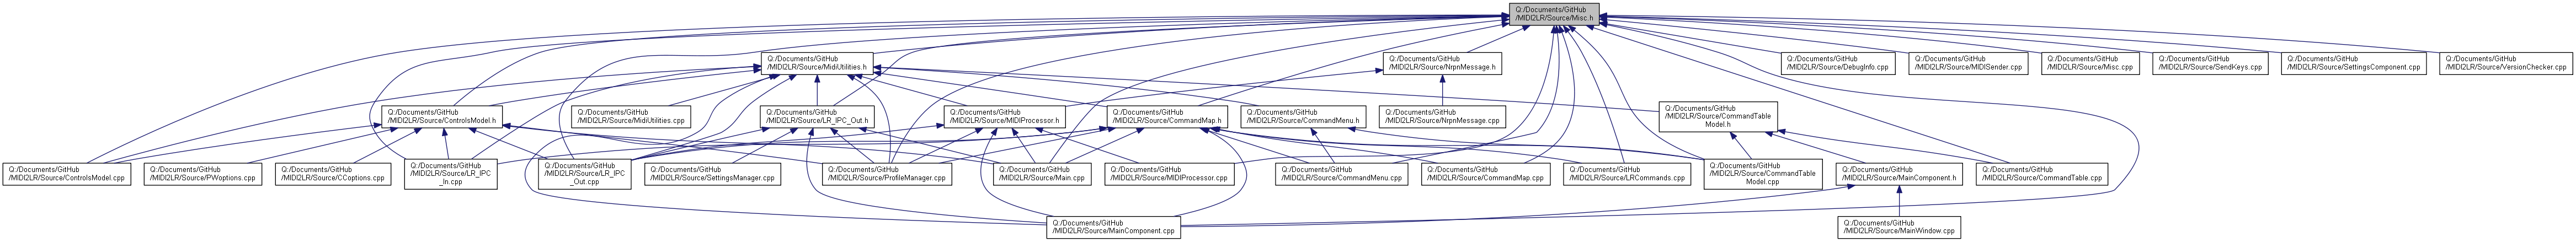 Q:/Documents/GitHub
/MIDI2LR/Source/Misc.h
Q:/Documents/GitHub
/MIDI2LR/Source/MidiUtilities.h
Q:/Documents/GitHub
/MIDI2LR/Source/NrpnMessage.h
Q:/Documents/GitHub
/MIDI2LR/Source/DebugInfo.cpp
Q:/Documents/GitHub
/MIDI2LR/Source/MIDISender.cpp
Q:/Documents/GitHub
/MIDI2LR/Source/Misc.cpp
Q:/Documents/GitHub
/MIDI2LR/Source/SendKeys.cpp
Q:/Documents/GitHub
/MIDI2LR/Source/SettingsComponent.cpp
Q:/Documents/GitHub
/MIDI2LR/Source/VersionChecker.cpp
Q:/Documents/GitHub
/MIDI2LR/Source/ControlsModel.h
Q:/Documents/GitHub
/MIDI2LR/Source/MidiUtilities.cpp
Q:/Documents/GitHub
/MIDI2LR/Source/LR_IPC_Out.h
Q:/Documents/GitHub
/MIDI2LR/Source/MIDIProcessor.h
Q:/Documents/GitHub
/MIDI2LR/Source/CommandMap.h
Q:/Documents/GitHub
/MIDI2LR/Source/CommandMenu.h
Q:/Documents/GitHub
/MIDI2LR/Source/NrpnMessage.cpp
Q:/Documents/GitHub
/MIDI2LR/Source/CommandTable
Model.h
Q:/Documents/GitHub
/MIDI2LR/Source/ControlsModel.cpp
Q:/Documents/GitHub
/MIDI2LR/Source/PWoptions.cpp
Q:/Documents/GitHub
/MIDI2LR/Source/CCoptions.cpp
Q:/Documents/GitHub
/MIDI2LR/Source/LR_IPC
_In.cpp
Q:/Documents/GitHub
/MIDI2LR/Source/LR_IPC
_Out.cpp
Q:/Documents/GitHub
/MIDI2LR/Source/SettingsManager.cpp
Q:/Documents/GitHub
/MIDI2LR/Source/ProfileManager.cpp
Q:/Documents/GitHub
/MIDI2LR/Source/Main.cpp
Q:/Documents/GitHub
/MIDI2LR/Source/MIDIProcessor.cpp
Q:/Documents/GitHub
/MIDI2LR/Source/CommandMenu.cpp
Q:/Documents/GitHub
/MIDI2LR/Source/CommandMap.cpp
Q:/Documents/GitHub
/MIDI2LR/Source/LRCommands.cpp
Q:/Documents/GitHub
/MIDI2LR/Source/CommandTable
Model.cpp
Q:/Documents/GitHub
/MIDI2LR/Source/MainComponent.h
Q:/Documents/GitHub
/MIDI2LR/Source/CommandTable.cpp
Q:/Documents/GitHub
/MIDI2LR/Source/MainComponent.cpp
Q:/Documents/GitHub
/MIDI2LR/Source/MainWindow.cpp